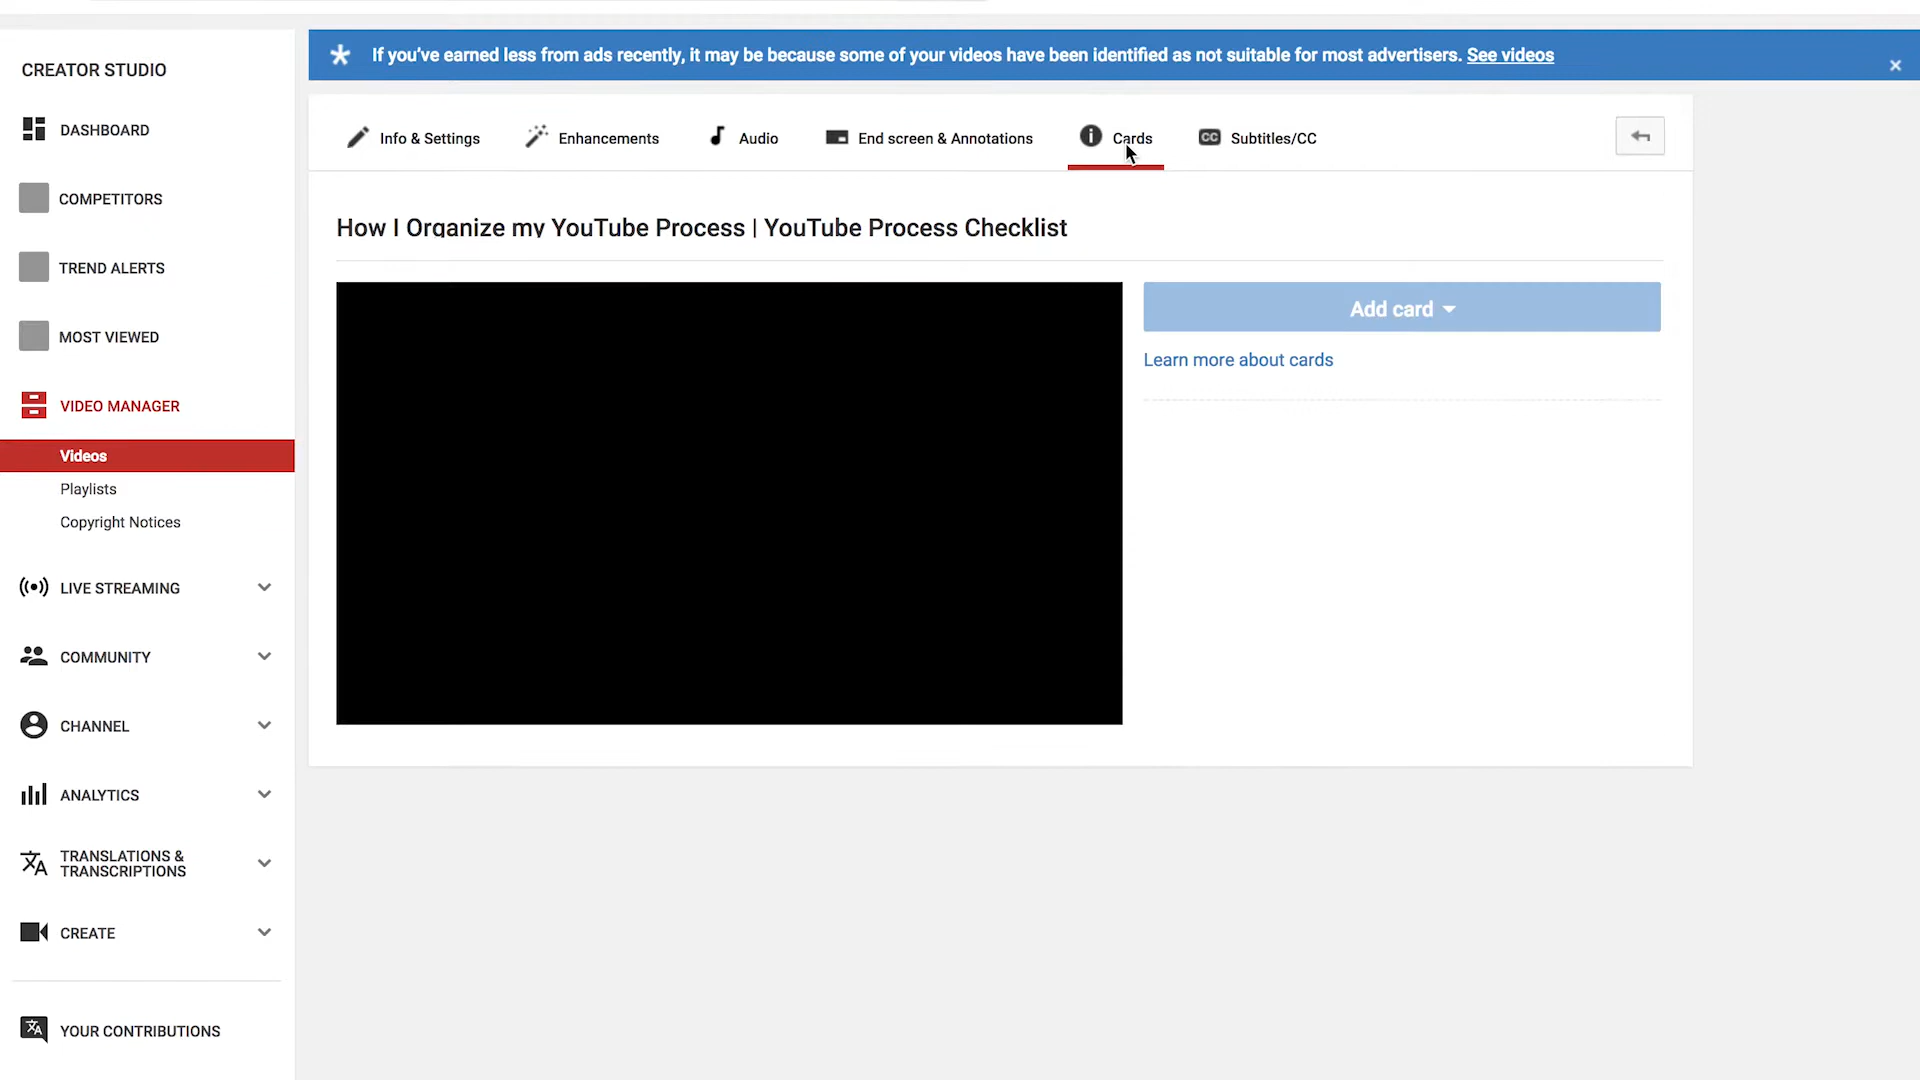 CREATOR STUDIO
DASHBOARD
COMPETITORS
TREND ALERTS
MOST VIEWED
VIDEO MANAGER
Videos
Playlists
Copyright Notices
LIVE STREAMING
COMMUNITY
CHANNEL
ANALYTICS
TRANSLATIONS &
TRANSCRIPTIONS
CREATE
YOUR CONTRIBUTIONS
If you've earned less from ads recently, it may be because some of your videos have been identified as not suitable for most advertisers. See videos
Info & Settings
Enhancements
Audio
End screen & Annotations
Cards
CC Subtitles/CC
How I Organize my YouTube Process | YouTube Process Checklist
Add card
Learn more about cards